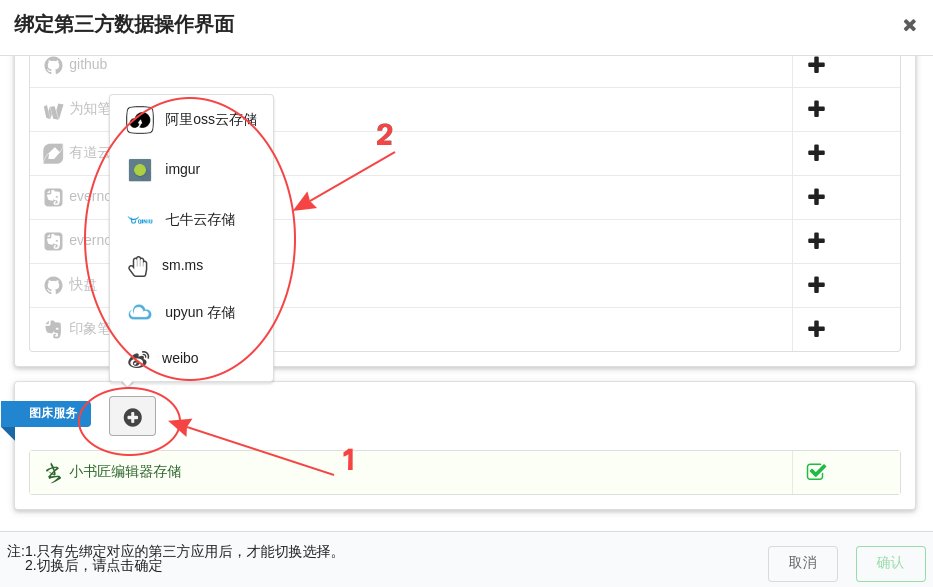 绑定第三方数据操作界面
github
为知笔
阿里oss云存储
有道云
imgur
everno
七牛云存储
everno
sm.ms
快盘
upyun 存储
印象笔
weibo
2
图床服务
1
小书匠编辑器存储
注:1.只有先绑定对应的第三方应用后，才能切换选择。
2.切换后，请点击确定
取消
确认